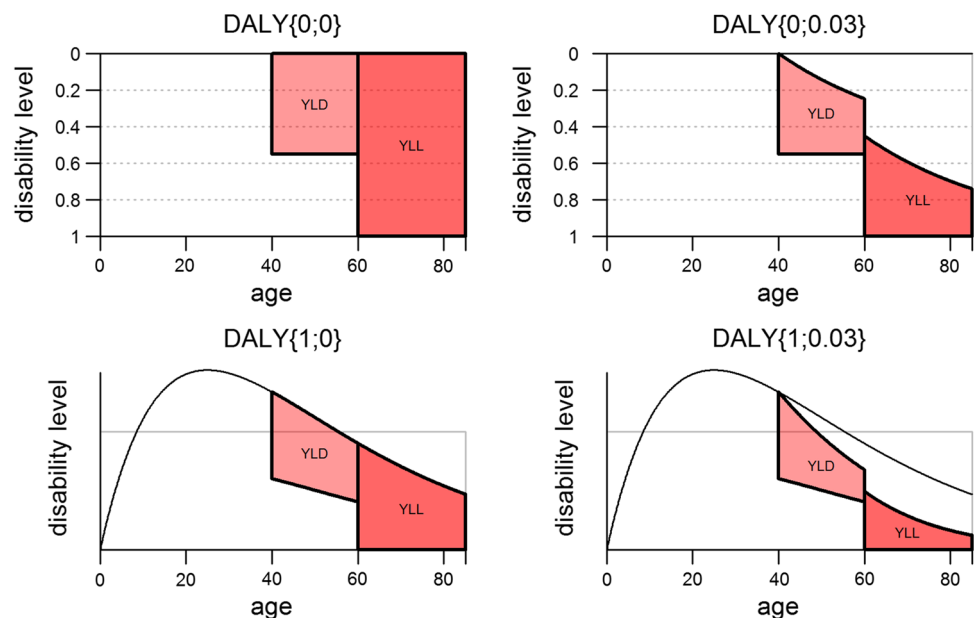 DALY{0;0}
disability level
0
0.2
0.4
0.6
0.8
1
YLD
YLL
0 20 40 60 80
age
DALY{0;0.03}
disability level
0
0.2
0.4
0.6
0.8
1
YLD
YLL
0 20 40 60 80
age
DALY{1;0}
disability level
YLD
YLL
0 20 40 60 80
age
DALY{1;0.03}
disability level
YLD
YLL
0 20 40 60 80
age